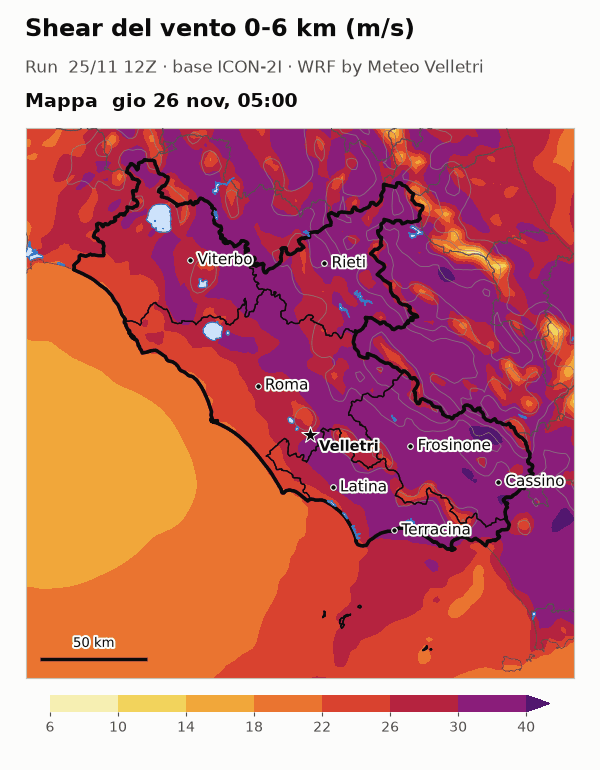 Shear del vento 0-6 km (m/s)
Run  25/11 12Z · base ICON-2I · WRF by Meteo Velletri
Mappa  gio 26 nov, 05:00
Viterbo
Rieti
Roma
Velletri
Frosinone
Latina
Cassino
Terracina
50 km
6 10 14 18 22 26 30 40